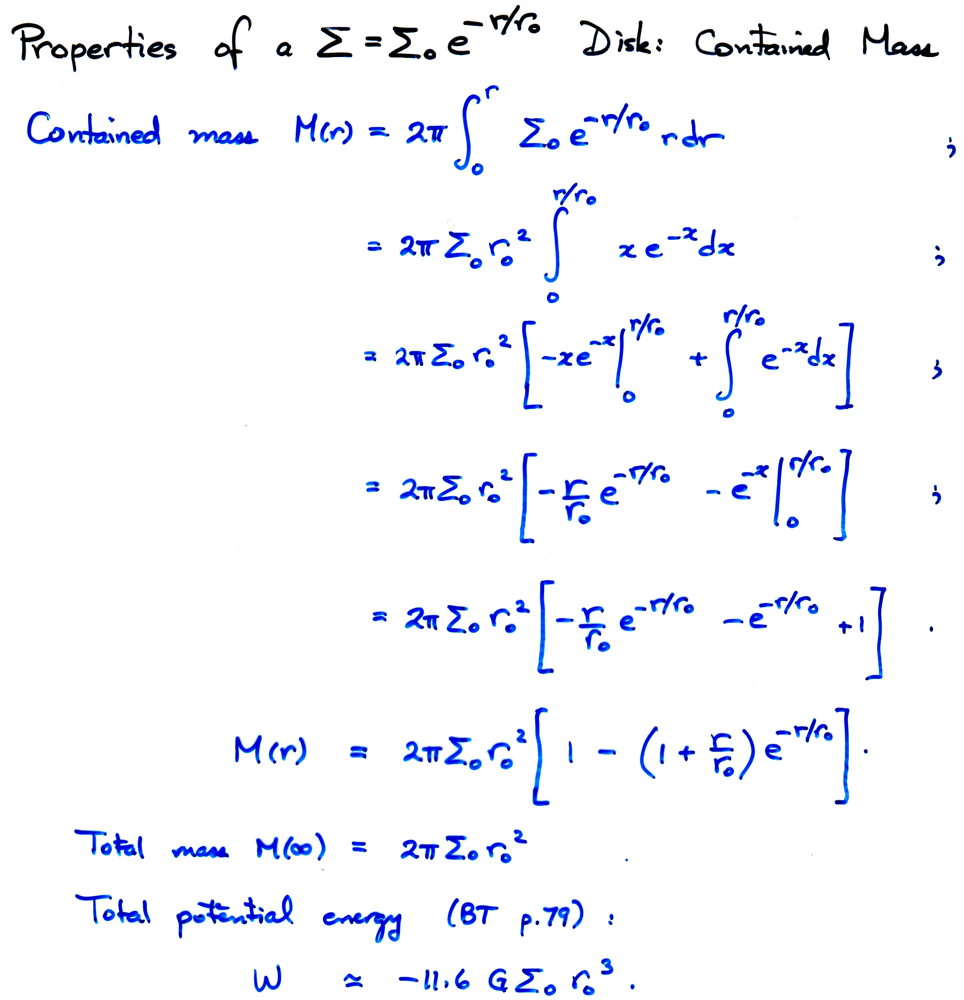 Properties of a Σ = Σ₀ e^{-r/r₀} Disk: Contained Mass
Contained mass M(r) = 2π ∫₀^r Σ₀ e^{-r/r₀} r dr ;
= 2π Σ₀ r₀² ∫₀^{r/r₀} x e^{-x} dx ;
= 2π Σ₀ r₀² [ -x e^{-x} |₀^{r/r₀} + ∫₀^{r/r₀} e^{-x} dx ] ;
= 2π Σ₀ r₀² [ - r/r₀ e^{-r/r₀} - e^{-x} |₀^{r/r₀} ] ;
= 2π Σ₀ r₀² [ - r/r₀ e^{-r/r₀} - e^{-r/r₀} + 1 ] .
M(r) = 2π Σ₀ r₀² [ 1 - (1 + r/r₀) e^{-r/r₀} ] .
Total mass M(∞) = 2π Σ₀ r₀² .
Total potential energy (BT p.79) :
W ≃ -11.6 G Σ₀ r₀³ .